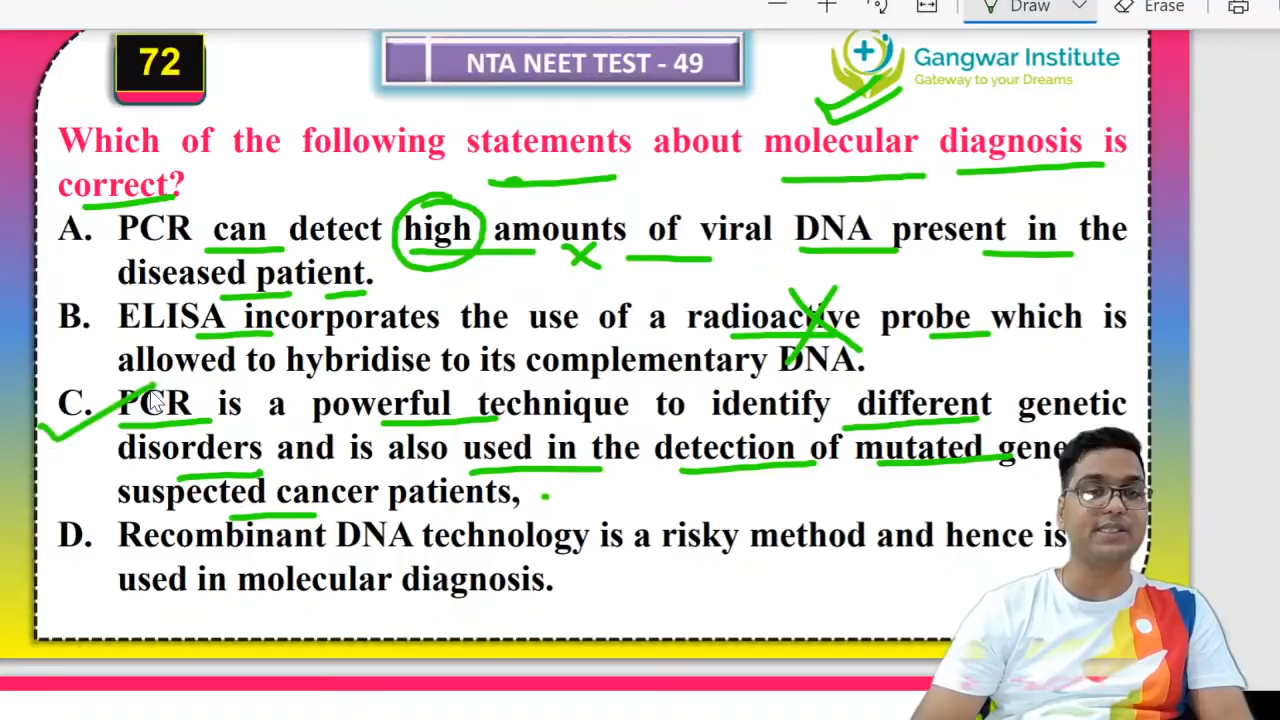 Draw
Erase
72
NTA NEET TEST - 49
Gangwar Institute
Gateway to your Dreams
Which of the following statements about molecular diagnosis is
correct?
A. PCR can detect high amounts of viral DNA present in the
diseased patient.
B. ELISA incorporates the use of a radioactive probe which is
allowed to hybridise to its complementary DNA.
C. PCR is a powerful technique to identify different genetic
disorders and is also used in the detection of mutated
suspected cancer patients,
D. Recombinant DNA technology is a risky method and hence is
used in molecular diagnosis.